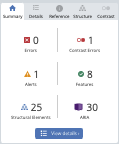 Summary Details Reference Structure Contrast
0 1
Errors Contrast Errors
1 8
Alerts Features
25 30
Structural Elements ARIA
View details ›